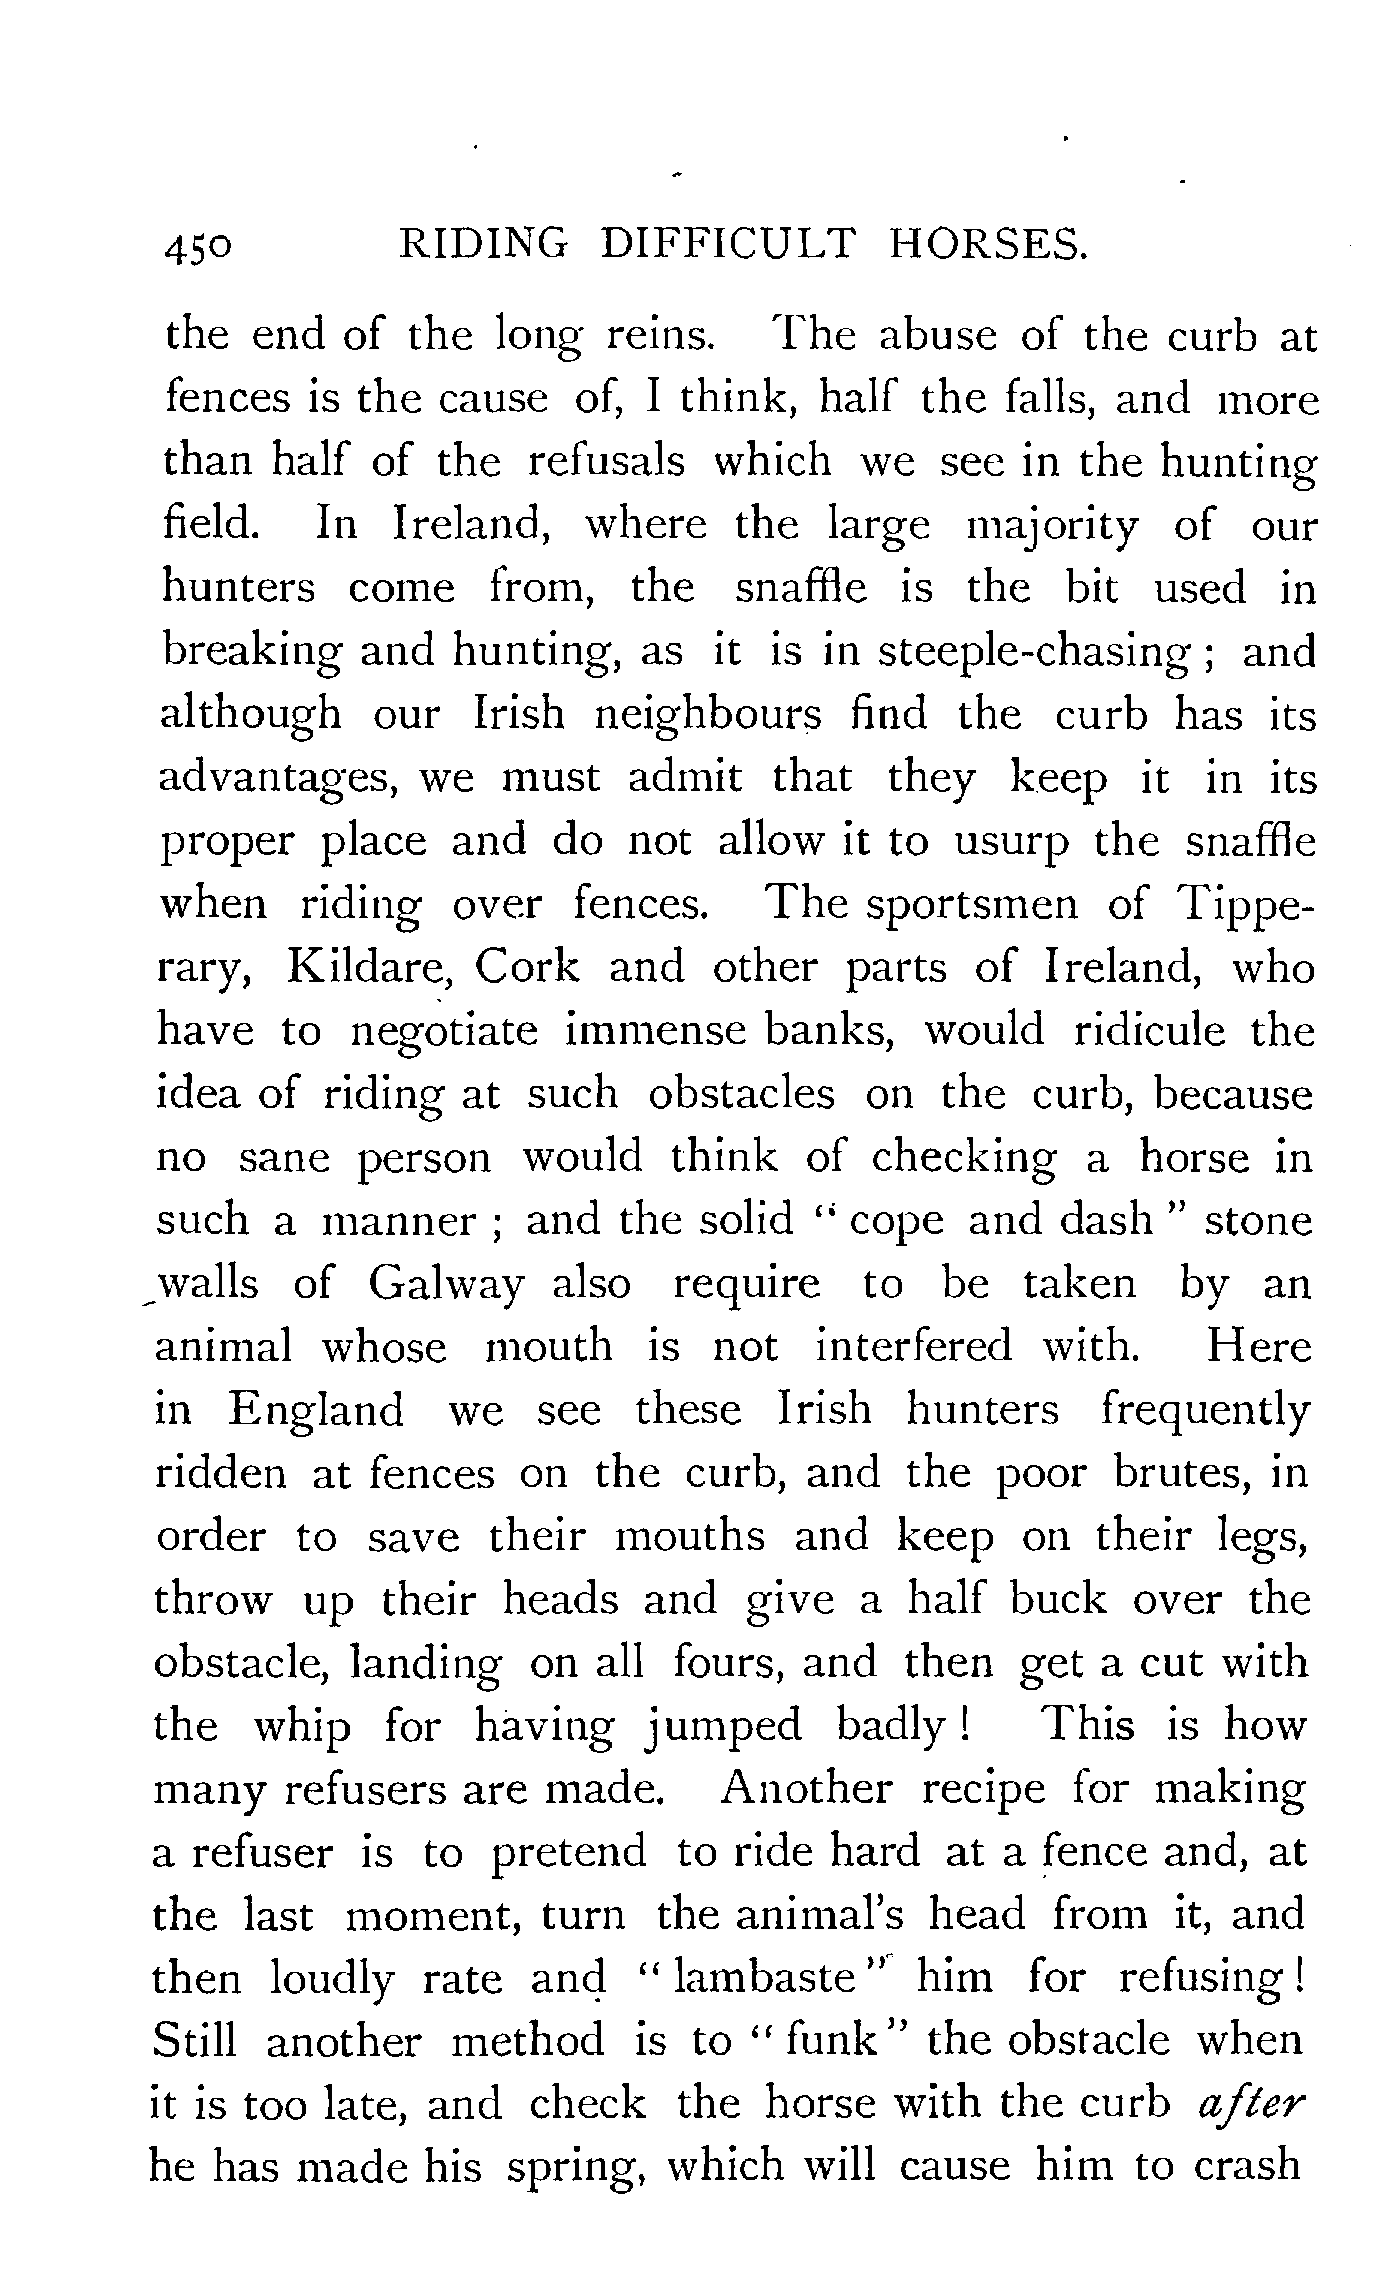 450 RIDING DIFFICULT HORSES.
the end of the long reins. The abuse of the curb at
fences is the cause of, I think, half the falls, and more
than half of the refusals which we see in the hunting
field. In Ireland, where the large majority of our
hunters come from, the snaffle is the bit used in
breaking and hunting, as it is in steeple-chasing ; and
although our Irish neighbours find the curb has its
advantages, we must admit that they keep it in its
proper place and do not allow it to usurp the snaffle
when riding over fences. The sportsmen of Tippe-
rary, Kildare, Cork and other parts of Ireland, who
have to negotiate immense banks, would ridicule the
idea of riding at such obstacles on the curb, because
no sane person would think of checking a horse in
such a manner ; and the solid “ cope and dash ” stone
walls of Galway also require to be taken by an
animal whose mouth is not interfered with. Here
in England we see these Irish hunters frequently
ridden at fences on the curb, and the poor brutes, in
order to save their mouths and keep on their legs,
throw up their heads and give a half buck over the
obstacle, landing on all fours, and then get a cut with
the whip for having jumped badly ! This is how
many refusers are made. Another recipe for making
a refuser is to pretend to ride hard at a fence and, at
the last moment, turn the animal’s head from it, and
then loudly rate and “ lambaste ” him for refusing !
Still another method is to “ funk ” the obstacle when
it is too late, and check the horse with the curb after
he has made his spring, which will cause him to crash